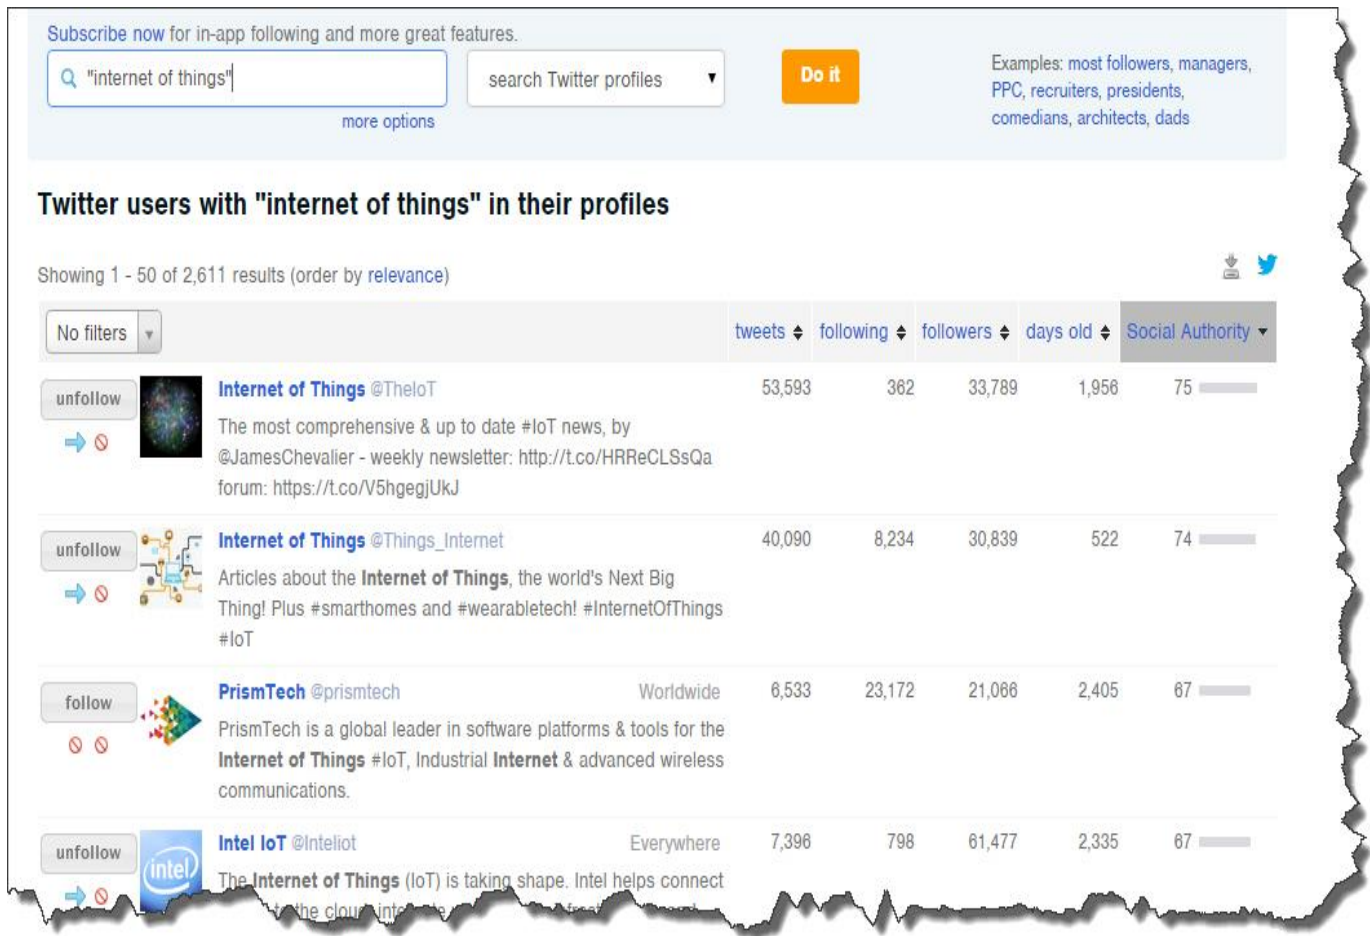 Subscribe now for in-app following and more great features.
"internet of things"
search Twitter profiles
Do it
more options
Examples: most followers, managers,
PPC, recruiters, presidents,
comedians, architects, dads
Twitter users with "internet of things" in their profiles
Showing 1 - 50 of 2,611 results (order by relevance)
No filters tweets following followers days old Social Authority
unfollow Internet of Things @TheIoT 53,593 362 33,789 1,956 75
The most comprehensive & up to date #IoT news, by
@JamesChevalier - weekly newsletter: http://t.co/HRReCLSsQa
forum: https://t.co/V5hgegjUkJ
unfollow Internet of Things @Things_Internet 40,090 8,234 30,839 522 74
Articles about the Internet of Things, the world's Next Big
Thing! Plus #smarthomes and #wearabletech! #InternetOfThings
#IoT
follow PrismTech @prismtech Worldwide 6,533 23,172 21,066 2,405 67
PrismTech is a global leader in software platforms & tools for the
Internet of Things #IoT, Industrial Internet & advanced wireless
communications.
unfollow Intel IoT @Inteliot Everywhere 7,396 798 61,477 2,335 67
intel
The Internet of Things (IoT) is taking shape. Intel helps connect
to the cloud